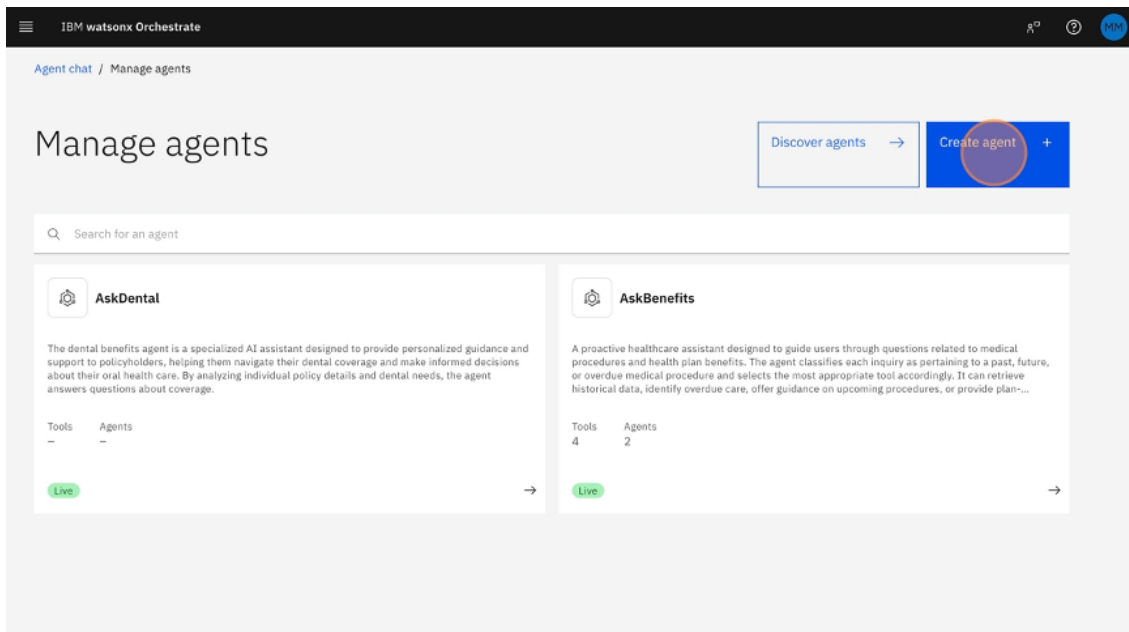 IBM watsonx Orchestrate
MM
Agent chat / Manage agents
Manage agents
Discover agents →
Create agent +
Search for an agent
AskDental
The dental benefits agent is a specialized AI assistant designed to provide personalized guidance and
support to policyholders, helping them navigate their dental coverage and make informed decisions
about their oral health care. By analyzing individual policy details and dental needs, the agent
answers questions about coverage.
Tools Agents
– –
Live →
AskBenefits
A proactive healthcare assistant designed to guide users through questions related to medical
procedures and health plan benefits. The agent classifies each inquiry as pertaining to a past, future,
or overdue medical procedure and selects the most appropriate tool accordingly. It can retrieve
historical data, identify overdue care, offer guidance on upcoming procedures, or provide plan-...
Tools Agents
4 2
Live →